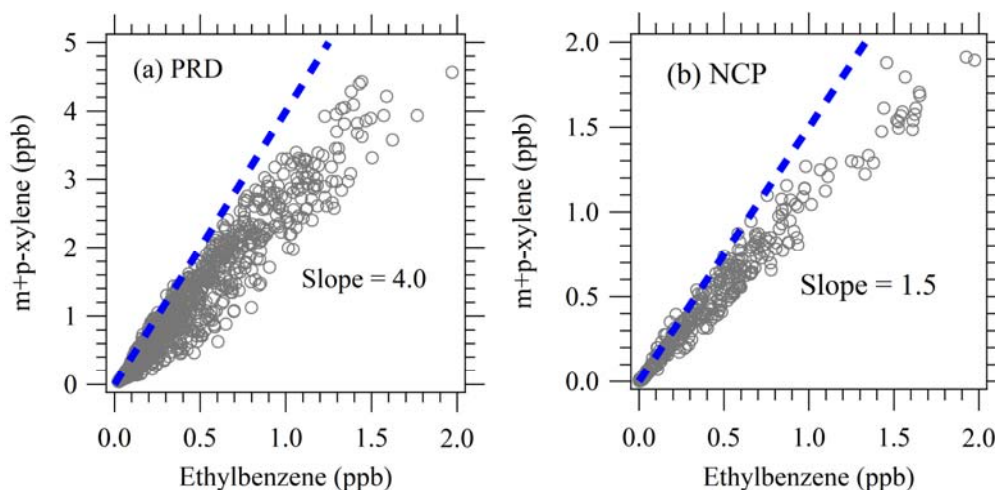 (a) PRD
m+p-xylene (ppb)
5
4
3
2
1
0
Slope = 4.0
0.0 0.5 1.0 1.5 2.0
Ethylbenzene (ppb)
(b) NCP
m+p-xylene (ppb)
2.0
1.5
1.0
0.5
0.0
Slope = 1.5
0.0 0.5 1.0 1.5 2.0
Ethylbenzene (ppb)